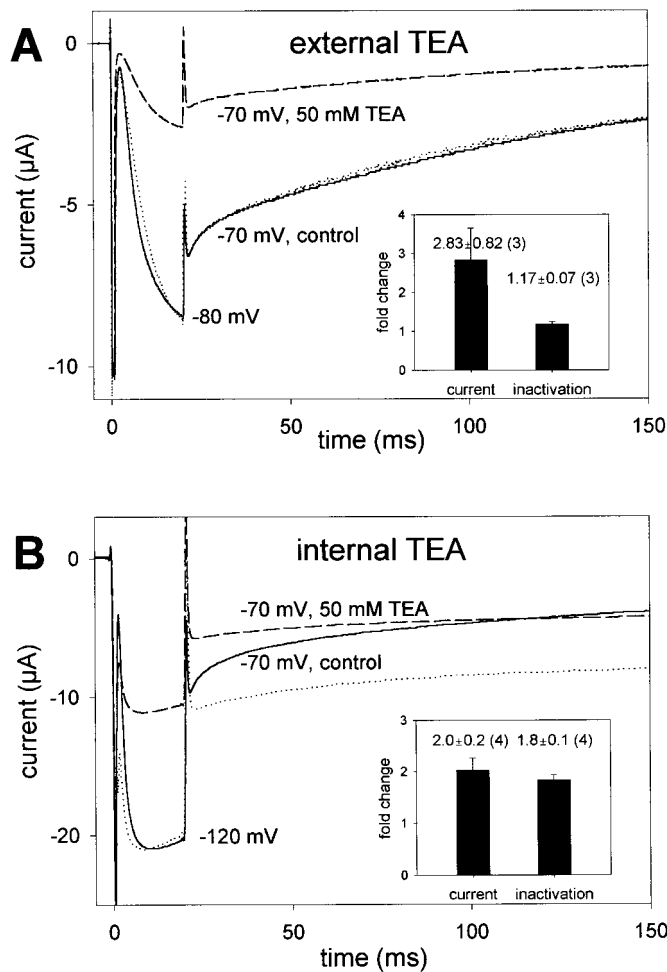 A
external TEA
0
-5
-10
current (µA)
-70 mV, 50 mM TEA
-70 mV, control
-80 mV
4
3
2
1
0
fold change
2.83±0.82 (3)
1.17±0.07 (3)
current inactivation
0 50 100 150
time (ms)
B
internal TEA
0
-10
-20
current (µA)
-70 mV, 50 mM TEA
-70 mV, control
-120 mV
3
2
1
0
fold change
2.0±0.2 (4) 1.8±0.1 (4)
current inactivation
0 50 100 150
time (ms)